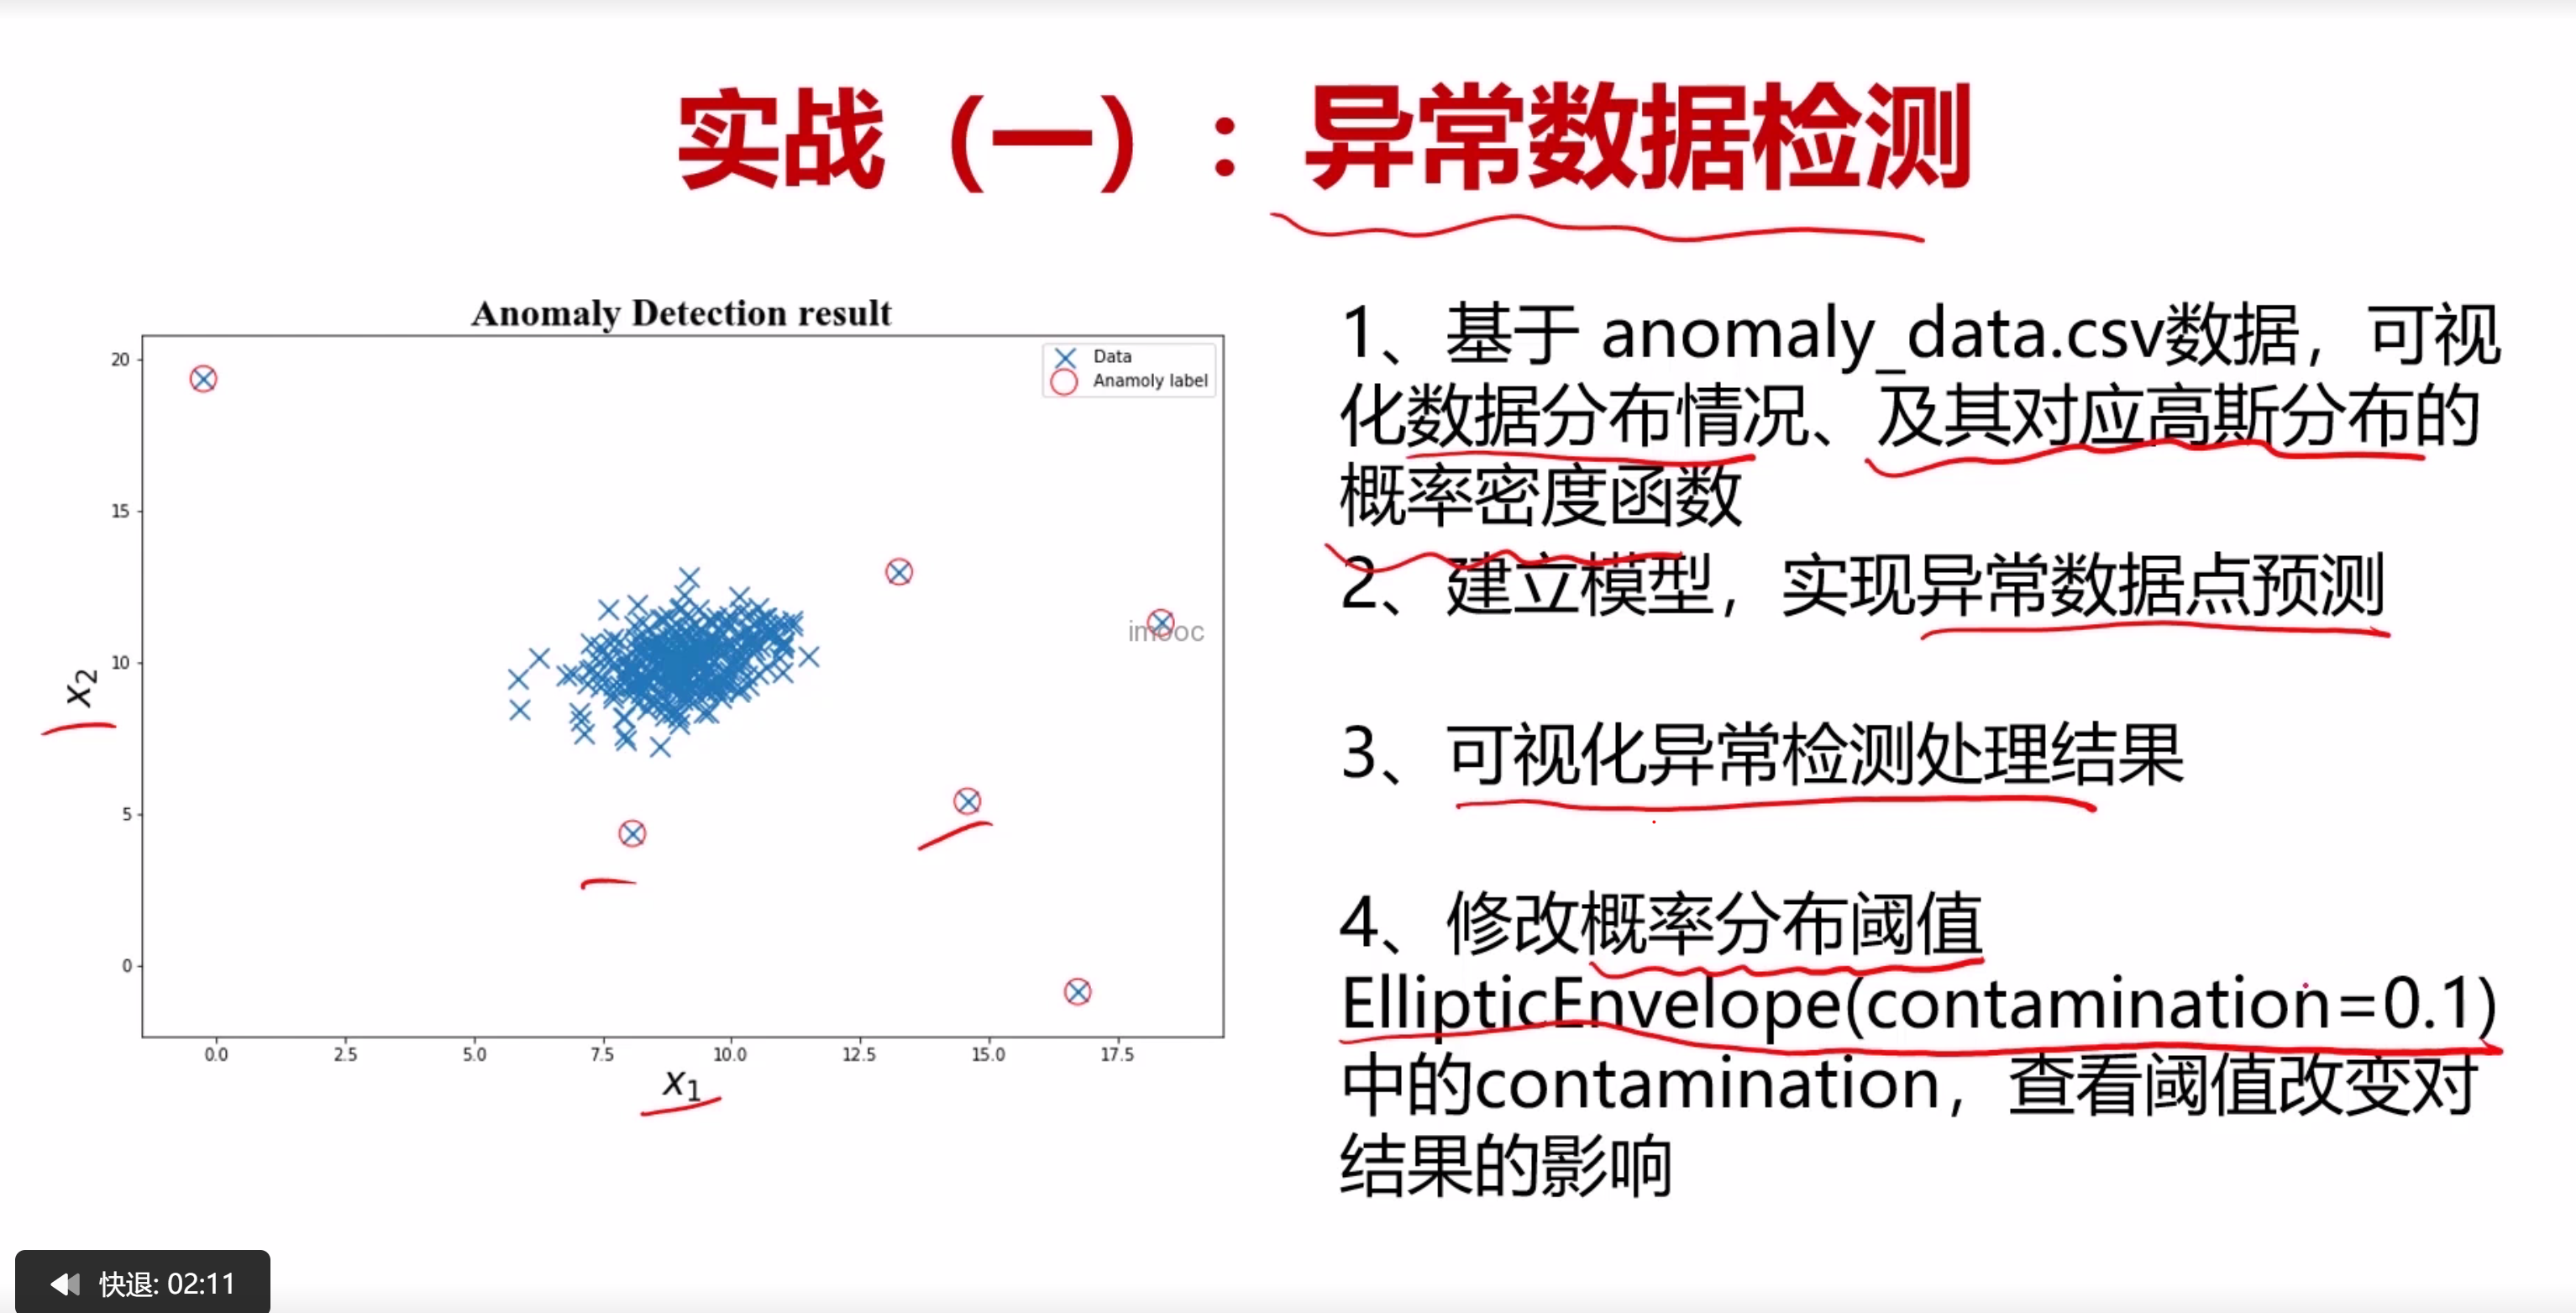 实战（一）：异常数据检测
Anomaly Detection result
Data
Anamoly label
20
15
10
5
0
x2
0.0 2.5 5.0 7.5 10.0 12.5 15.0 17.5
x1
imooc
1、基于 anomaly_data.csv数据，可视
化数据分布情况、及其对应高斯分布的
概率密度函数
2、建立模型，实现异常数据点预测
3、可视化异常检测处理结果
4、修改概率分布阈值
EllipticEnvelope(contamination=0.1)
中的contamination，查看阈值改变对
结果的影响
快退: 02:11